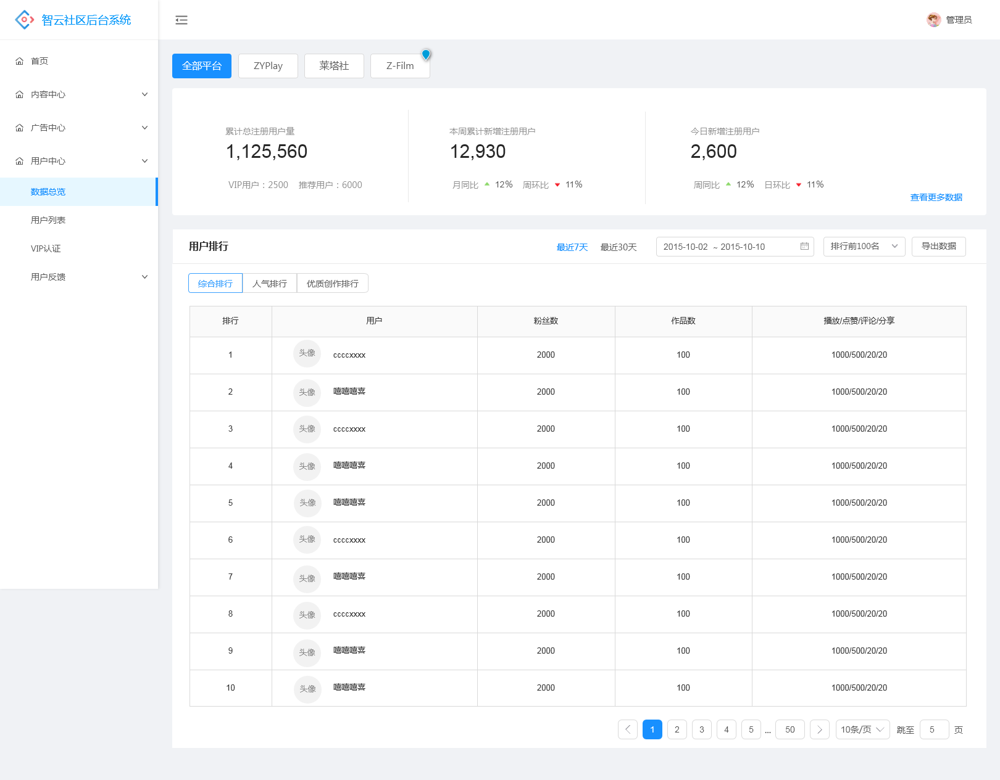 智云社区后台系统
管理员
首页
内容中心
广告中心
用户中心
数据总览
用户列表
VIP认证
用户反馈
全部平台 ZYPlay 莱塔社 Z-Film
累计总注册用户量
1,125,560
VIP用户：2500 推荐用户：6000
本周累计新增注册用户
12,930
月同比 12% 周环比 11%
今日新增注册用户
2,600
周同比 12% 日环比 11%
查看更多数据
用户排行 最近7天 最近30天 2015-10-02 ~ 2015-10-10 排行前100名 导出数据
综合排行 人气排行 优质创作排行
排行 用户 粉丝数 作品数 播放/点赞/评论/分享
1 头像 ccccxxxx 2000 100 1000/500/20/20
2 头像 嘻嘻嘻喜 2000 100 1000/500/20/20
3 头像 ccccxxxx 2000 100 1000/500/20/20
4 头像 嘻嘻嘻喜 2000 100 1000/500/20/20
5 头像 嘻嘻嘻喜 2000 100 1000/500/20/20
6 头像 ccccxxxx 2000 100 1000/500/20/20
7 头像 嘻嘻嘻喜 2000 100 1000/500/20/20
8 头像 ccccxxxx 2000 100 1000/500/20/20
9 头像 嘻嘻嘻喜 2000 100 1000/500/20/20
10 头像 嘻嘻嘻喜 2000 100 1000/500/20/20
1 2 3 4 5 ... 50 10条/页 跳至 5 页